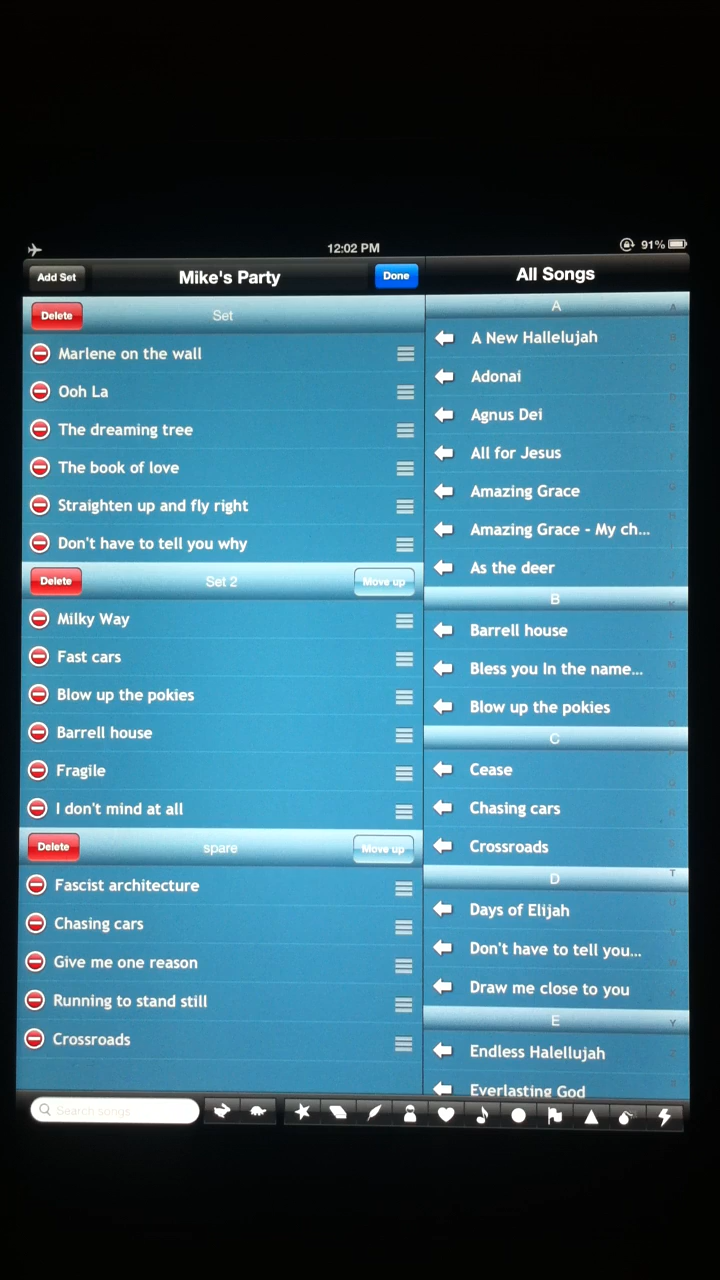 12:02 PM
91%
Add Set
Mike's Party
Done
All Songs
Delete
Set
Marlene on the wall
Ooh La
The dreaming tree
The book of love
Straighten up and fly right
Don't have to tell you why
Delete
Set 2
Move up
Milky Way
Fast cars
Blow up the pokies
Barrell house
Fragile
I don't mind at all
Delete
spare
Move up
Fascist architecture
Chasing cars
Give me one reason
Running to stand still
Crossroads
A
A New Hallelujah
Adonai
Agnus Dei
All for Jesus
Amazing Grace
Amazing Grace - My ch...
As the deer
B
Barrell house
Bless you In the name...
Blow up the pokies
C
Cease
Chasing cars
Crossroads
D
Days of Elijah
Don't have to tell you...
Draw me close to you
E
Endless Halellujah
Everlasting God
Search songs